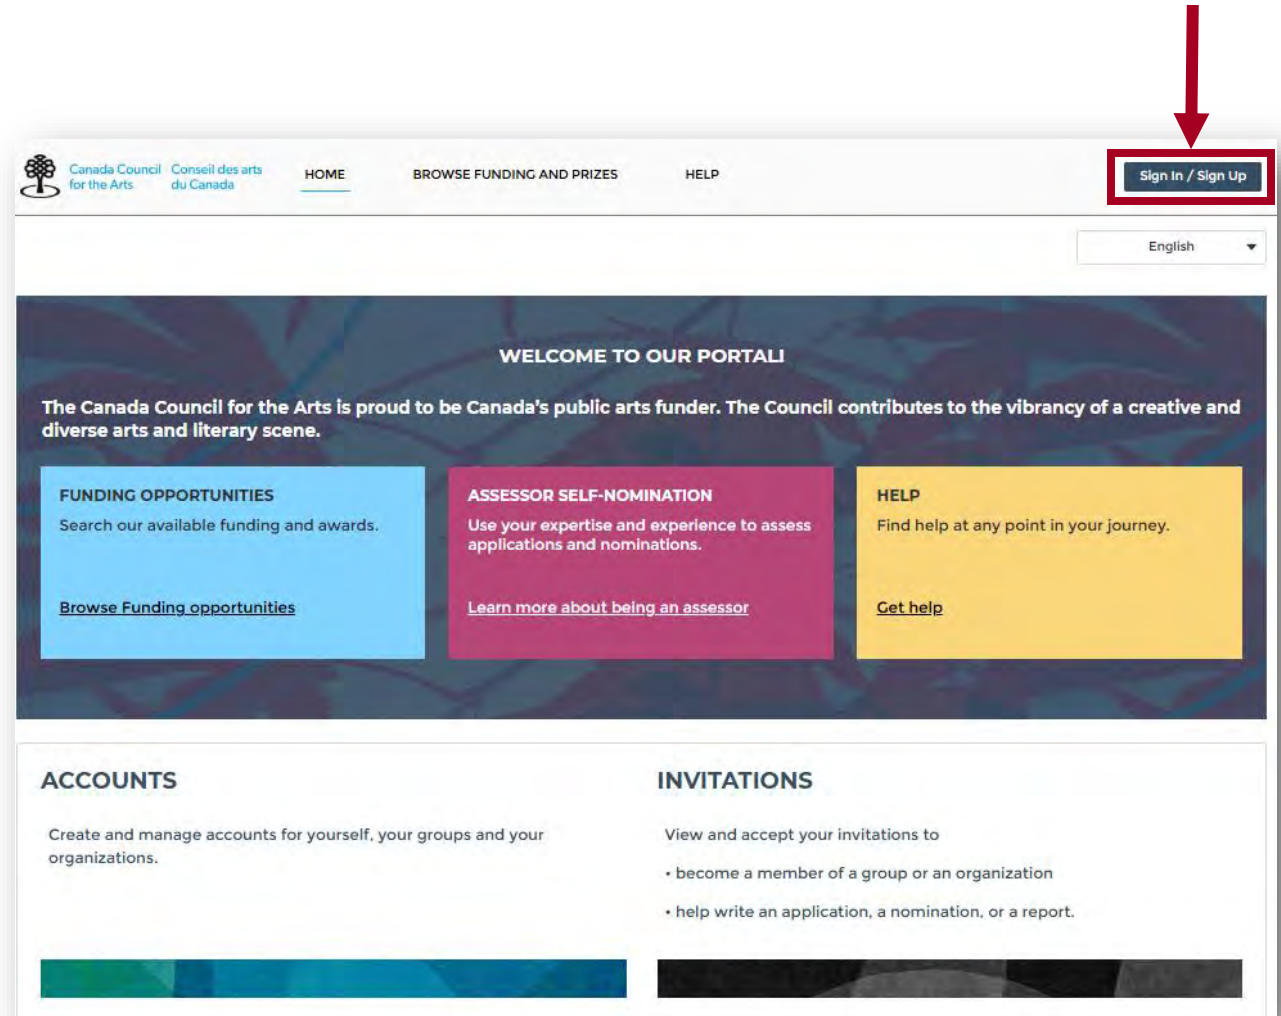 Canada Council Conseil des arts
for the Arts du Canada
HOME
BROWSE FUNDING AND PRIZES
HELP
Sign In / Sign Up
English
WELCOME TO OUR PORTAL!
The Canada Council for the Arts is proud to be Canada's public arts funder. The Council contributes to the vibrancy of a creative and
diverse arts and literary scene.
FUNDING OPPORTUNITIES
Search our available funding and awards.
Browse Funding opportunities
ASSESSOR SELF-NOMINATION
Use your expertise and experience to assess
applications and nominations.
Learn more about being an assessor
HELP
Find help at any point in your journey.
Get help
ACCOUNTS
Create and manage accounts for yourself, your groups and your
organizations.
INVITATIONS
View and accept your invitations to
• become a member of a group or an organization
• help write an application, a nomination, or a report.